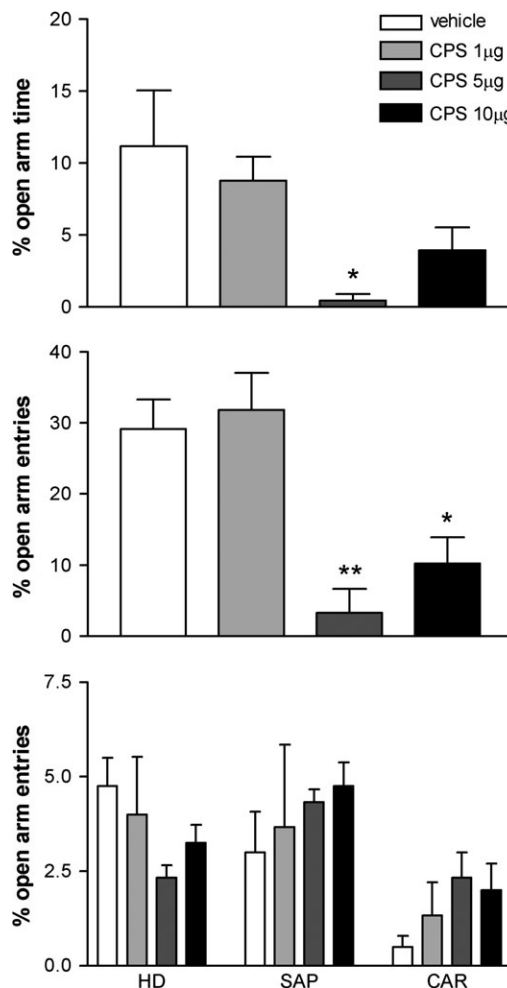 20
15
10
5
0
% open arm time
vehicle
CPS 1µg
CPS 5µg
CPS 10µg
*
40
30
20
10
0
% open arm entries
**
*
7.5
5.0
2.5
0.0
% open arm entries
HD SAP CAR